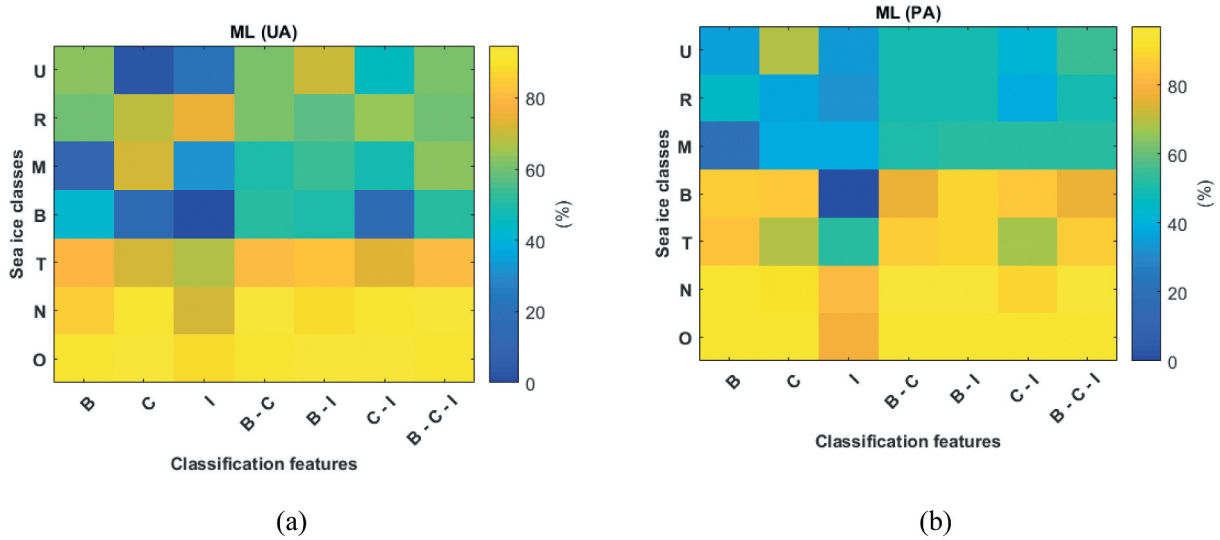 ML (UA)
Sea ice classes
U
R
M
B
T
N
O
B
C
I
B - C
B - I
C - I
B - C - I
Classification features
80
60
40
20
0
(%)
(a)
ML (PA)
Sea ice classes
U
R
M
B
T
N
O
B
C
I
B - C
B - I
C - I
B - C - I
Classification features
80
60
40
20
0
(%)
(b)